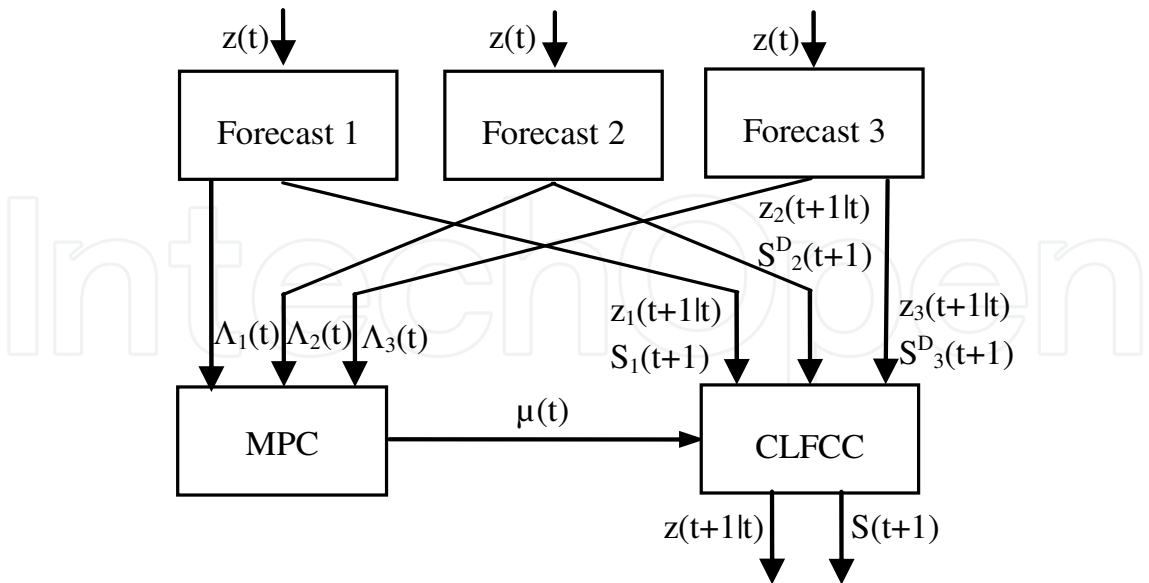 z(t) z(t) z(t)
Forecast 1 Forecast 2 Forecast 3
z₂(t+1|t)
Sᴰ₂(t+1)
Λ₁(t) Λ₂(t) Λ₃(t)
z₁(t+1|t)
S₁(t+1)
z₃(t+1|t)
Sᴰ₃(t+1)
MPC
μ(t)
CLFCC
z(t+1|t) S(t+1)
IntechOpen